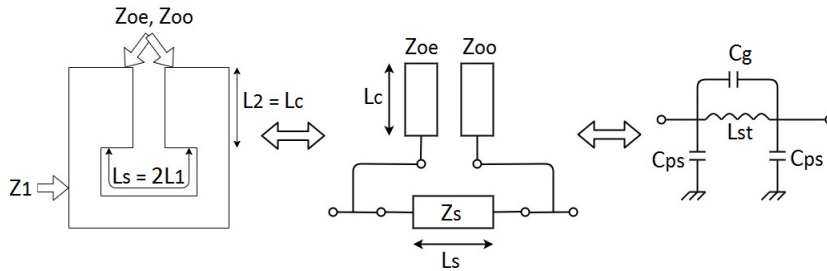 Zoe, Zoo
L2 = Lc
Ls = 2L1
Z1
Zoe
Zoo
Lc
Zs
Ls
Cg
Lst
Cps
Cps